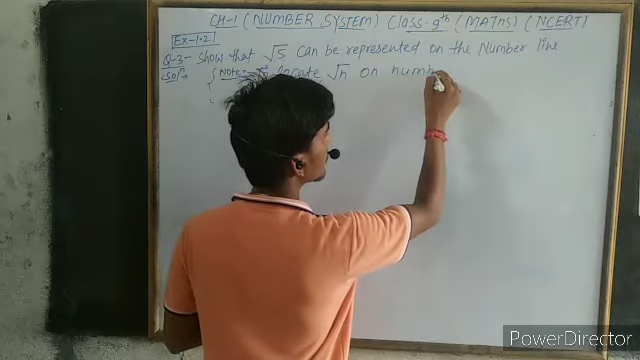 CH-1 (NUMBER SYSTEM) Class-9th (MATHS) (NCERT)
Ex-1.2
Q-3- Show that √5 can be represented on the Number line
Sol:- { Note:- locate √n on numb
PowerDirector